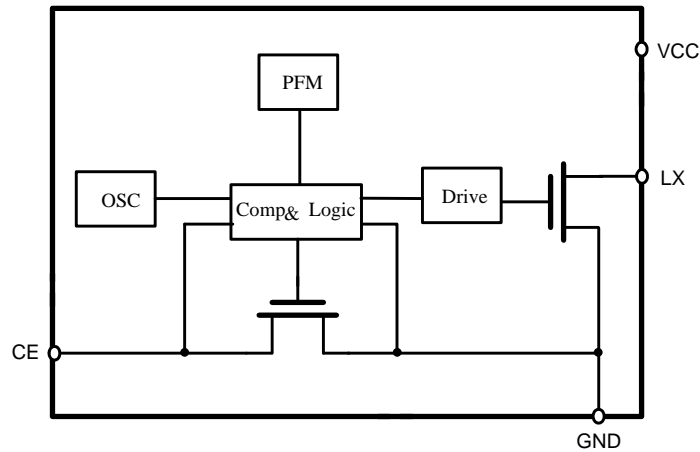 VCC
PFM
LX
OSC
Comp& Logic
Drive
CE
GND